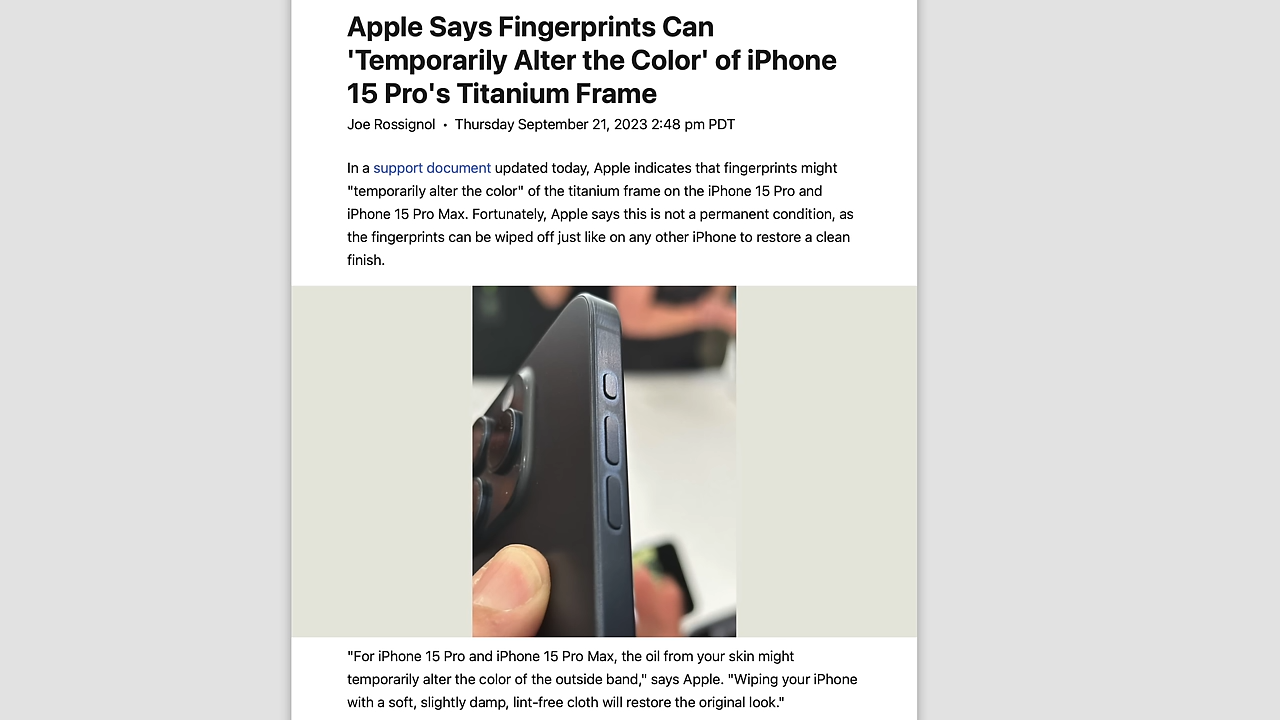 Apple Says Fingerprints Can
'Temporarily Alter the Color' of iPhone
15 Pro's Titanium Frame
Joe Rossignol • Thursday September 21, 2023 2:48 pm PDT
In a support document updated today, Apple indicates that fingerprints might
"temporarily alter the color" of the titanium frame on the iPhone 15 Pro and
iPhone 15 Pro Max. Fortunately, Apple says this is not a permanent condition, as
the fingerprints can be wiped off just like on any other iPhone to restore a clean
finish.
"For iPhone 15 Pro and iPhone 15 Pro Max, the oil from your skin might
temporarily alter the color of the outside band," says Apple. "Wiping your iPhone
with a soft, slightly damp, lint-free cloth will restore the original look."